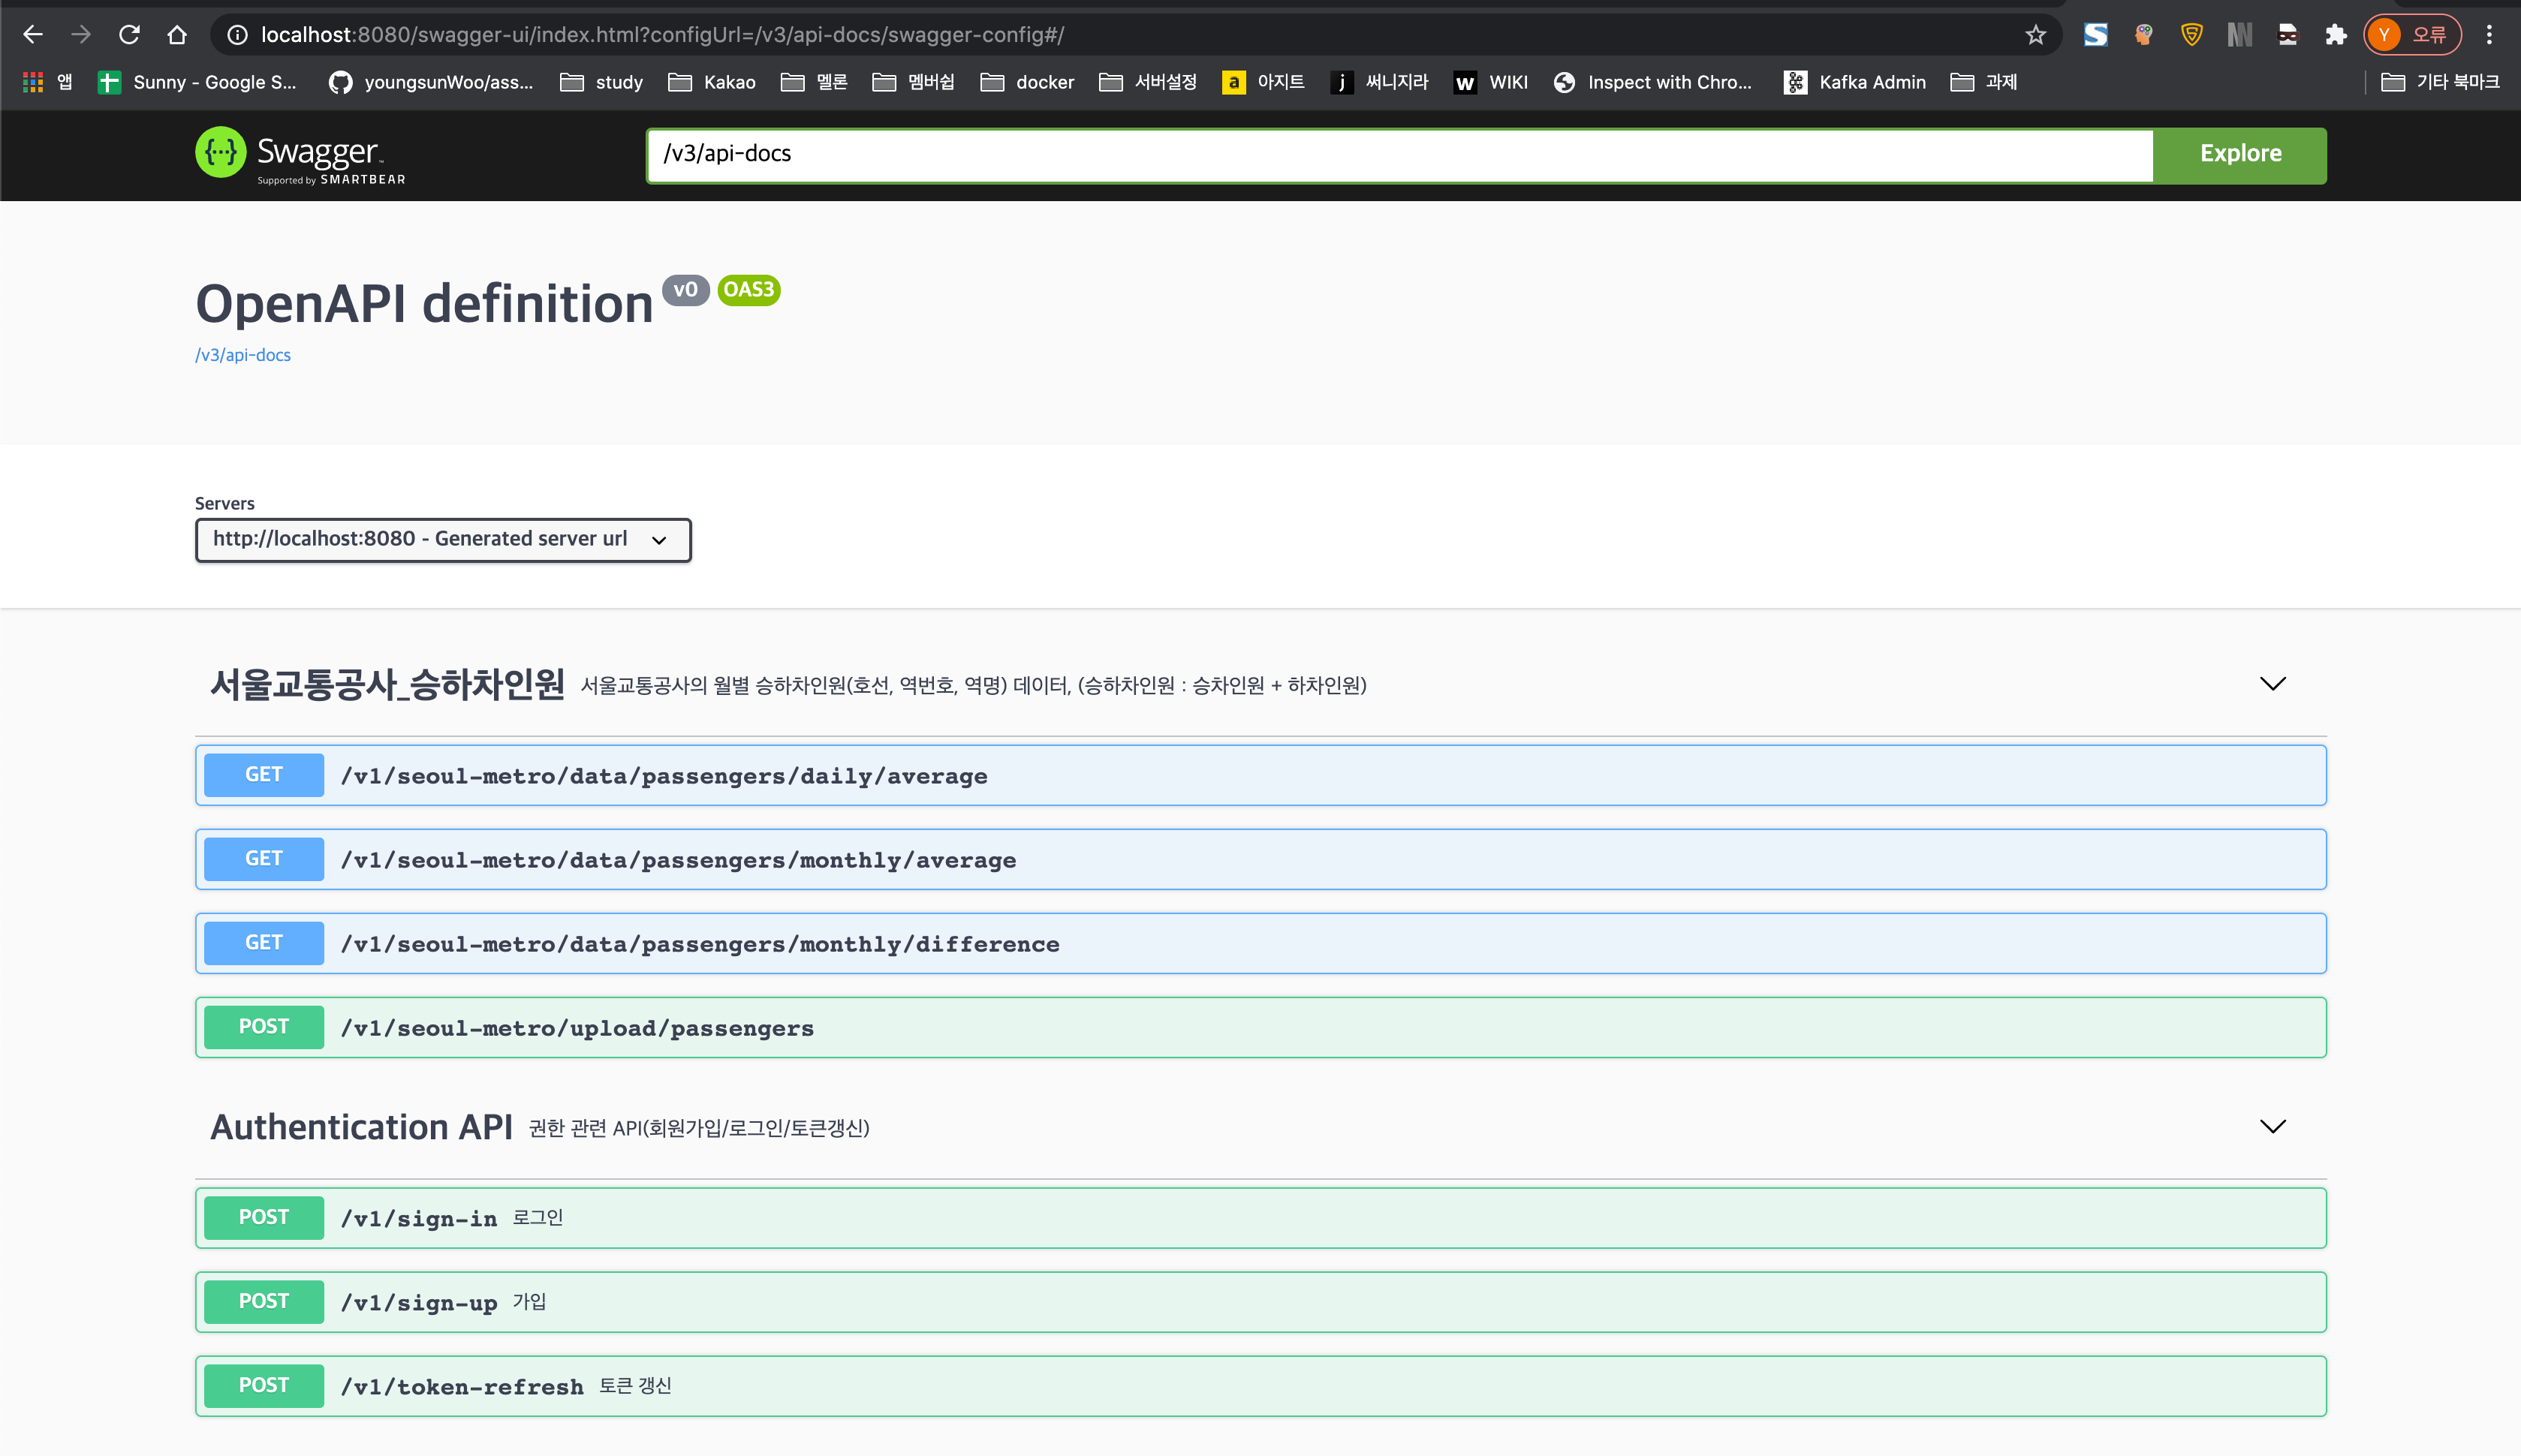 localhost:8080/swagger-ui/index.html?configUrl=/v3/api-docs/swagger-config#/
Y 오류
앱 Sunny - Google S... youngsunWoo/ass... study Kakao 멜론 멤버쉽 docker 서버설정 a 아지트 j 써니지라 w WIKI Inspect with Chro... Kafka Admin 과제 기타 북마크
{···} Swagger™
Supported by SMARTBEAR
/v3/api-docs
Explore
OpenAPI definition v0 OAS3
/v3/api-docs
Servers
http://localhost:8080 - Generated server url
서울교통공사_승하차인원 서울교통공사의 월별 승하차인원(호선, 역번호, 역명) 데이터, (승하차인원 : 승차인원 + 하차인원)
GET /v1/seoul-metro/data/passengers/daily/average
GET /v1/seoul-metro/data/passengers/monthly/average
GET /v1/seoul-metro/data/passengers/monthly/difference
POST /v1/seoul-metro/upload/passengers
Authentication API 권한 관련 API(회원가입/로그인/토큰갱신)
POST /v1/sign-in 로그인
POST /v1/sign-up 가입
POST /v1/token-refresh 토큰 갱신